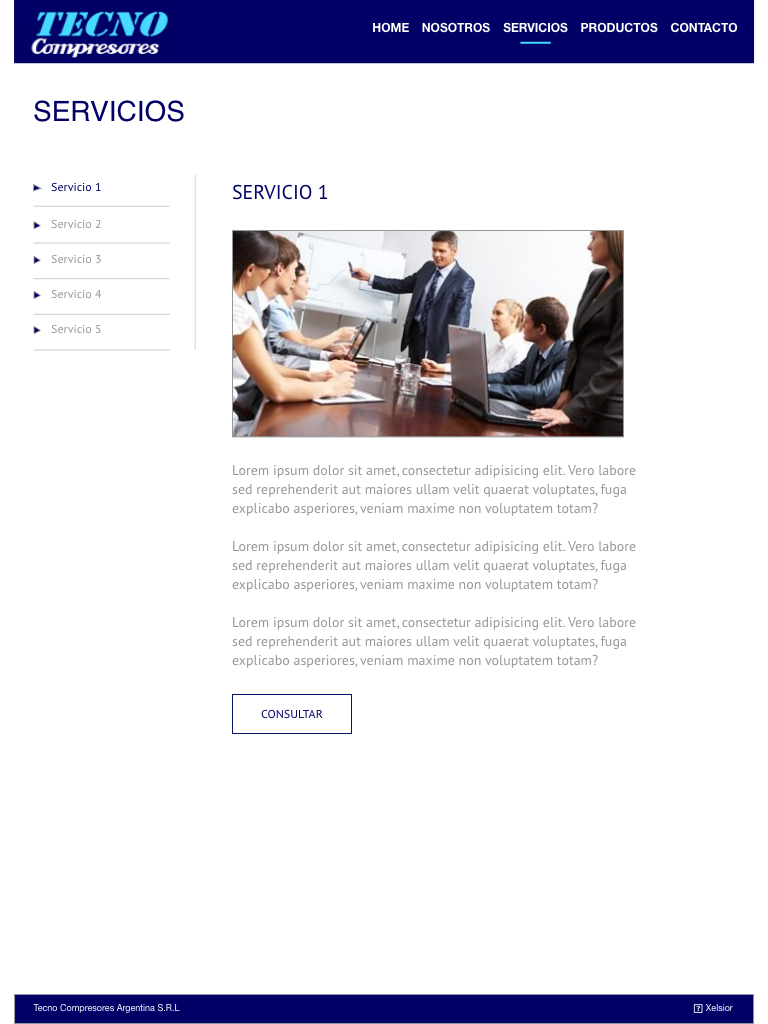 TECNO
Compresores
HOME NOSOTROS SERVICIOS PRODUCTOS CONTACTO
SERVICIOS
Servicio 1
Servicio 2
Servicio 3
Servicio 4
Servicio 5
SERVICIO 1
Lorem ipsum dolor sit amet, consectetur adipisicing elit. Vero labore
sed reprehenderit aut maiores ullam velit quaerat voluptates, fuga
explicabo asperiores, veniam maxime non voluptatem totam?
Lorem ipsum dolor sit amet, consectetur adipisicing elit. Vero labore
sed reprehenderit aut maiores ullam velit quaerat voluptates, fuga
explicabo asperiores, veniam maxime non voluptatem totam?
Lorem ipsum dolor sit amet, consectetur adipisicing elit. Vero labore
sed reprehenderit aut maiores ullam velit quaerat voluptates, fuga
explicabo asperiores, veniam maxime non voluptatem totam?
CONSULTAR
Tecno Compresores Argentina S.R.L
? Xelsior